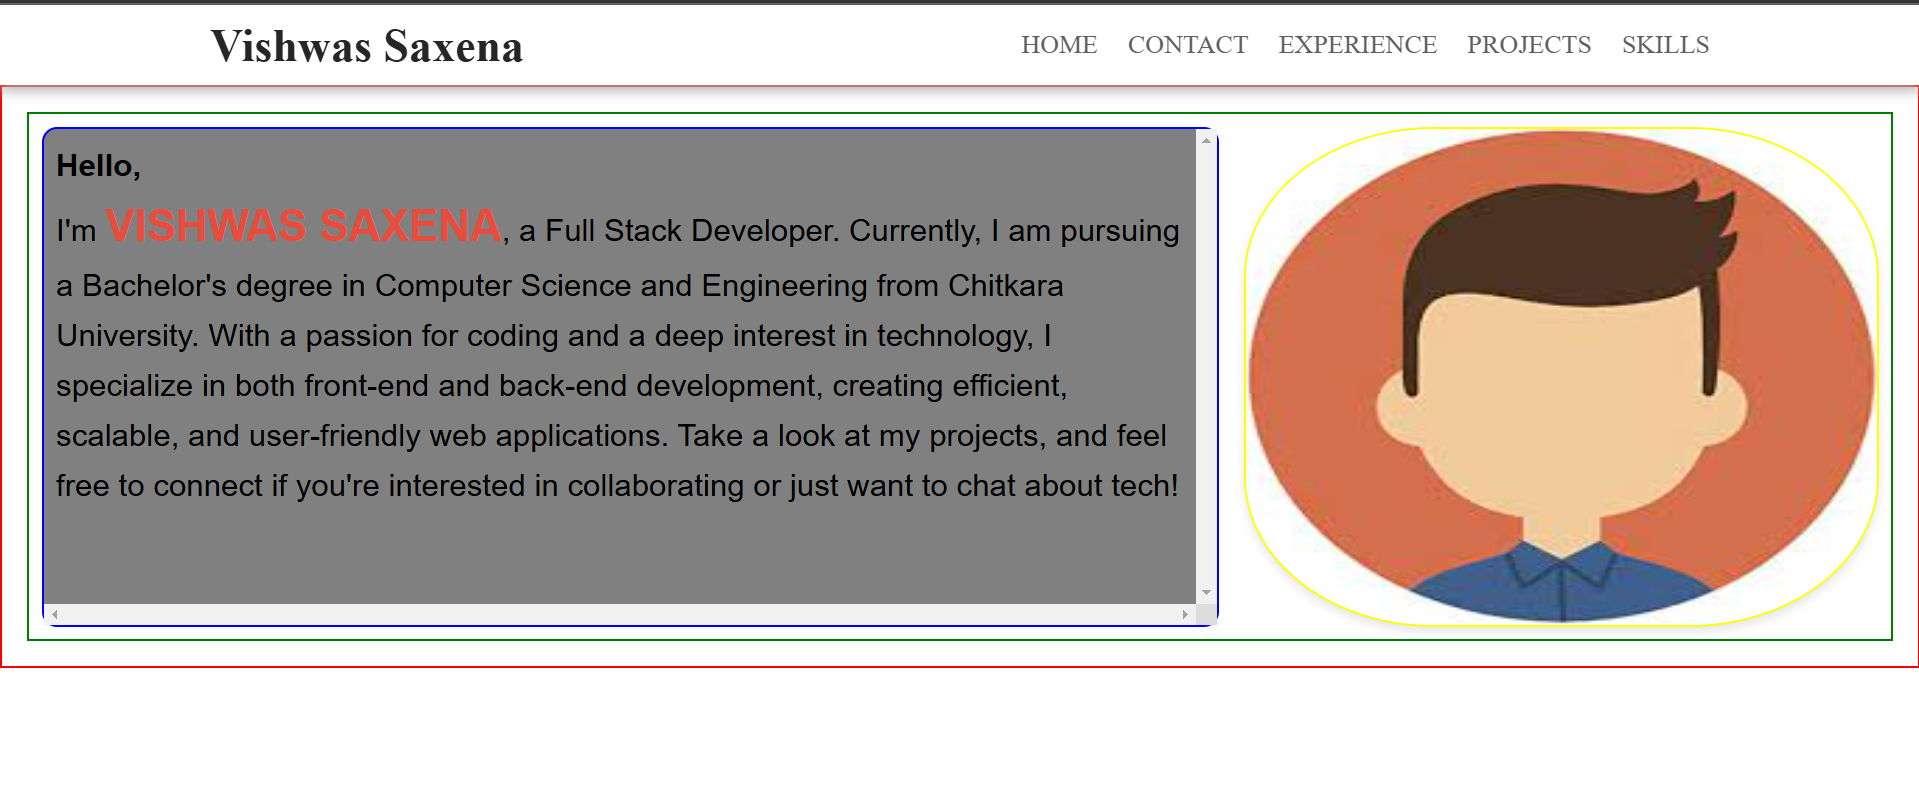 Vishwas Saxena
HOME CONTACT EXPERIENCE PROJECTS SKILLS
Hello,
I'm VISHWAS SAXENA, a Full Stack Developer. Currently, I am pursuing
a Bachelor's degree in Computer Science and Engineering from Chitkara
University. With a passion for coding and a deep interest in technology, I
specialize in both front-end and back-end development, creating efficient,
scalable, and user-friendly web applications. Take a look at my projects, and feel
free to connect if you're interested in collaborating or just want to chat about tech!